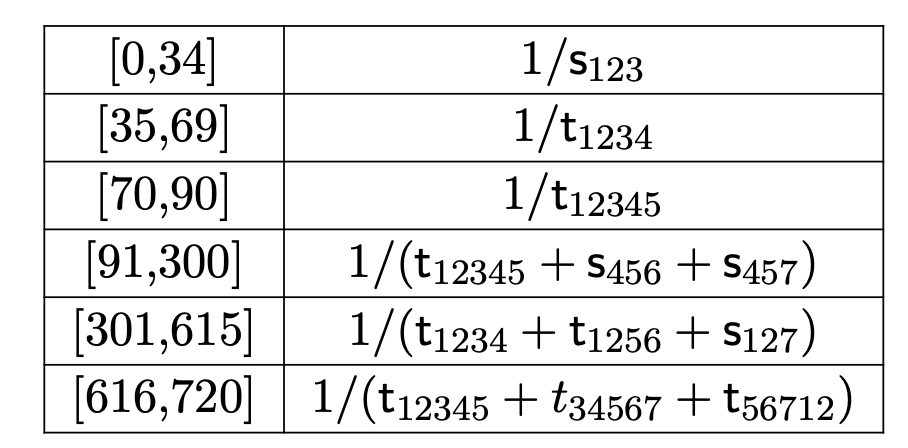 [0,34] 1/s₁₂₃
[35,69] 1/t₁₂₃₄
[70,90] 1/t₁₂₃₄₅
[91,300] 1/(t₁₂₃₄₅ + s₄₅₆ + s₄₅₇)
[301,615] 1/(t₁₂₃₄ + t₁₂₅₆ + s₁₂₇)
[616,720] 1/(t₁₂₃₄₅ + t₃₄₅₆₇ + t₅₆₇₁₂)